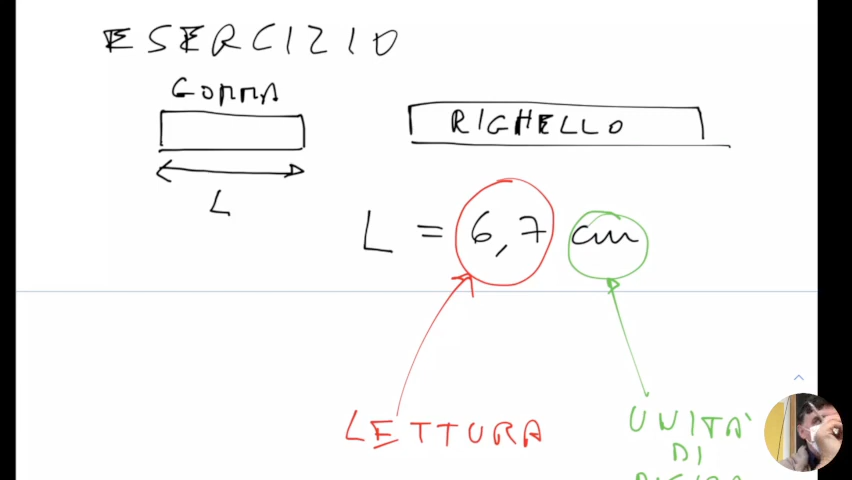 ESERCIZIO
GOMMA
RIGHELLO
L
L = 6,7 cm
LETTURA
UNITA'
DI